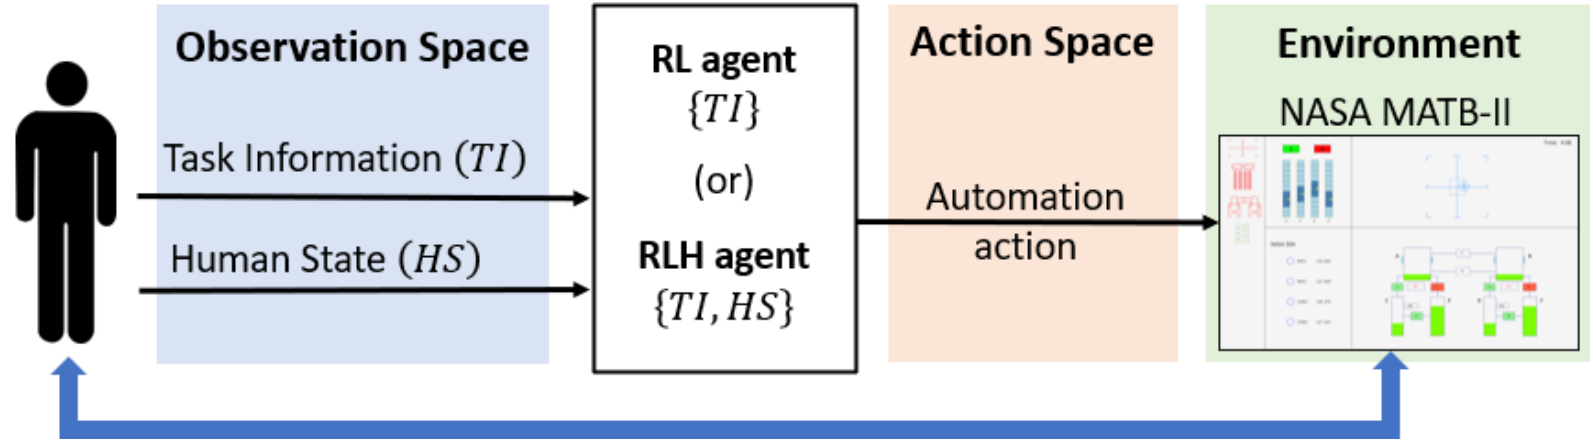 Observation Space
Task Information (TI)
Human State (HS)
RL agent
{TI}
(or)
RLH agent
{TI, HS}
Action Space
Automation
action
Environment
NASA MATB-II